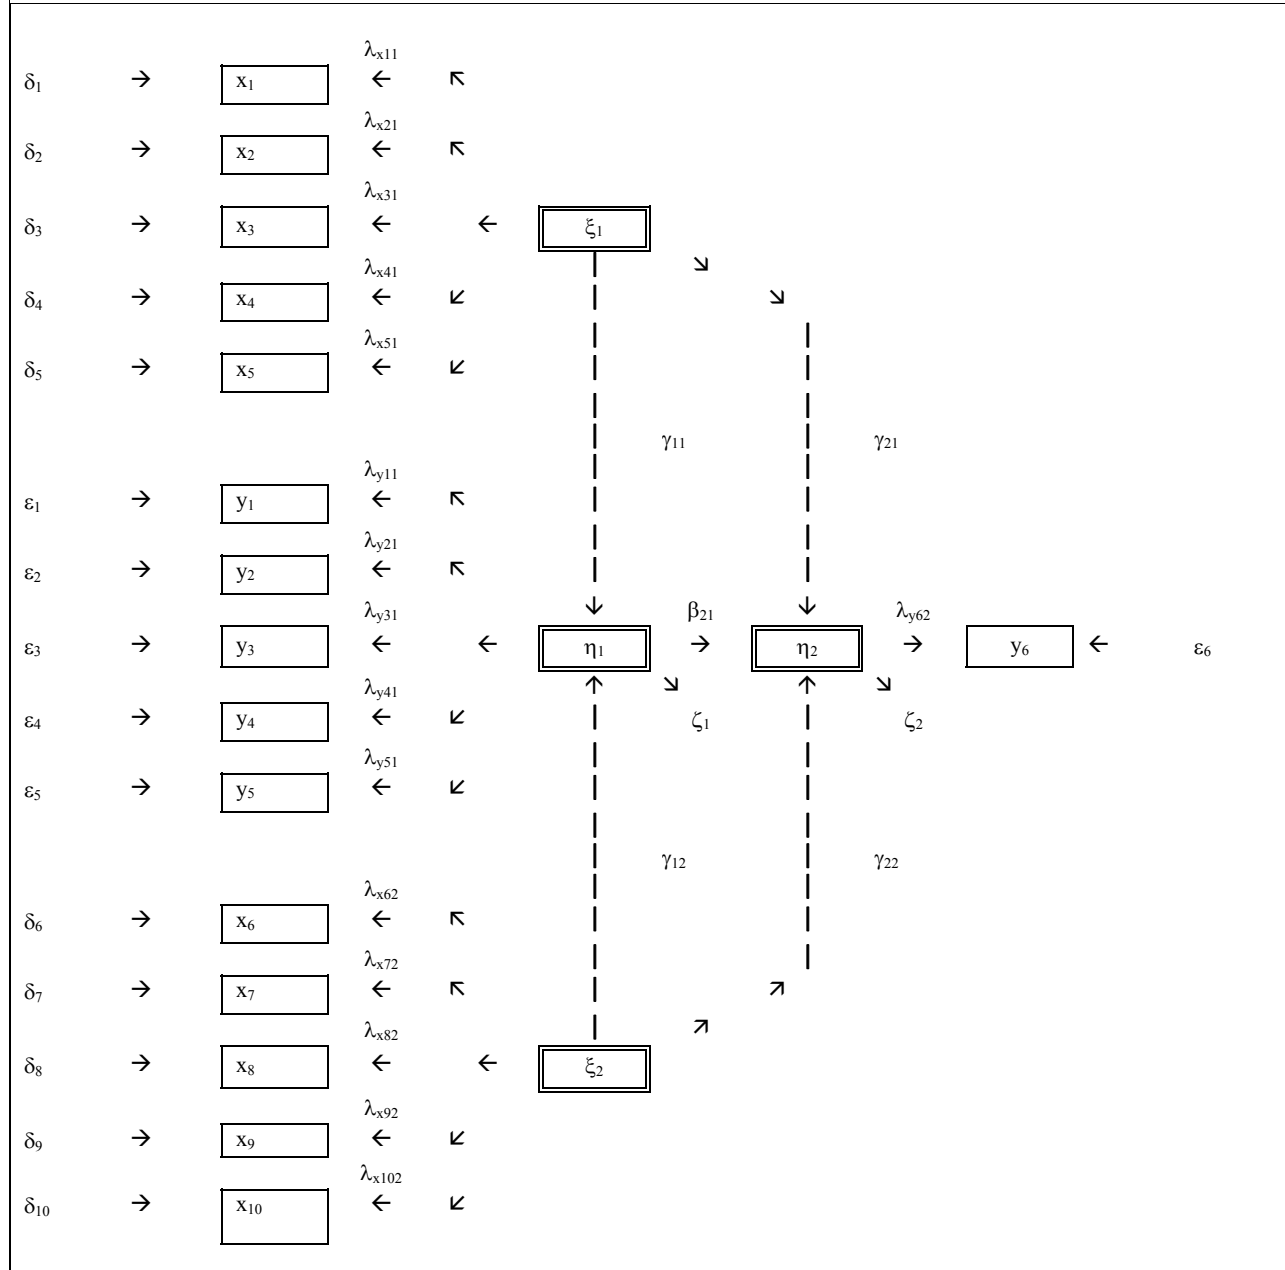 λx11
δ1 → x1 ← ↖
λx21
δ2 → x2 ← ↖
λx31
δ3 → x3 ← ← ξ1
↘
λx41
δ4 → x4 ← ↙ ↘
λx51
δ5 → x5 ← ↙
γ11 γ21
λy11
ε1 → y1 ← ↖
λy21
ε2 → y2 ← ↖
λy31 β21 λy62
ε3 → y3 ← ← η1 → η2 → y6 ← ε6
λy41 ↘ ↘
ε4 → y4 ← ↙ ζ1 ζ2
λy51
ε5 → y5 ← ↙
γ12 γ22
λx62
δ6 → x6 ← ↖
λx72
δ7 → x7 ← ↖ ↗
λx82 ↗
δ8 → x8 ← ← ξ2
λx92
δ9 → x9 ← ↙
λx102
δ10 → x10 ← ↙